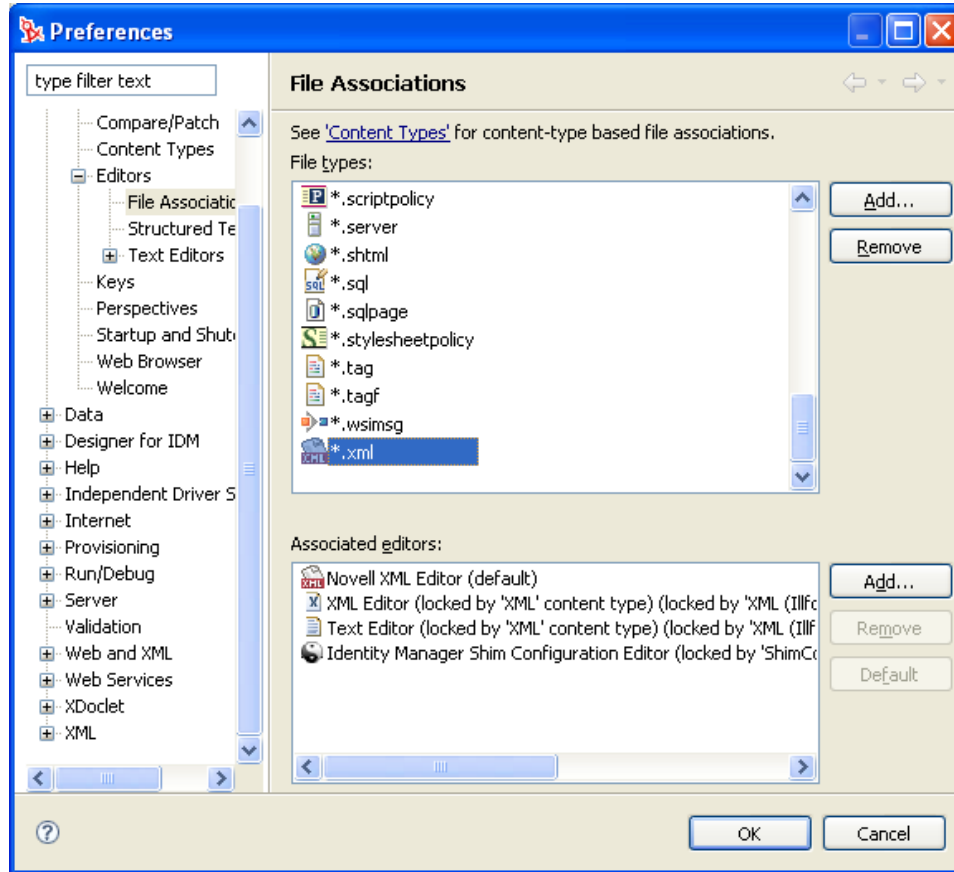 Preferences
type filter text
Compare/Patch
Content Types
Editors
File Associatic
Structured Te
Text Editors
Keys
Perspectives
Startup and Shut
Web Browser
Welcome
Data
Designer for IDM
Help
Independent Driver S
Internet
Provisioning
Run/Debug
Server
Validation
Web and XML
Web Services
XDoclet
XML
File Associations
See 'Content Types' for content-type based file associations.
File types:
*.scriptpolicy
*.server
*.shtml
*.sql
*.sqlpage
*.stylesheetpolicy
*.tag
*.tagf
*.wsimsg
*.xml
Add...
Remove
Associated editors:
Novell XML Editor (default)
XML Editor (locked by 'XML' content type) (locked by 'XML (Illfo
Text Editor (locked by 'XML' content type) (locked by 'XML (Illf
Identity Manager Shim Configuration Editor (locked by 'ShimCo
Add...
Remove
Default
OK
Cancel